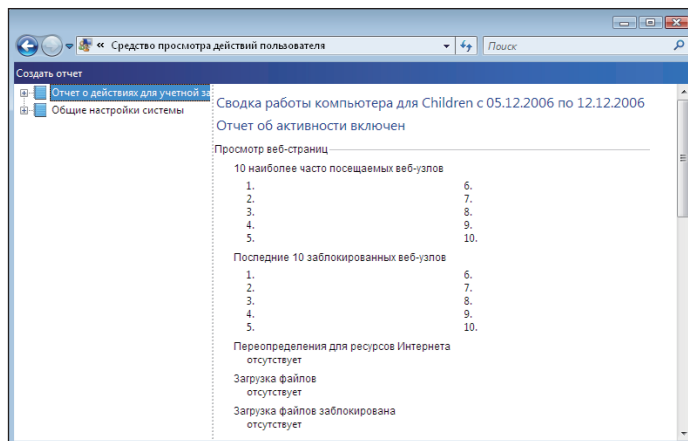 « Средство просмотра действий пользователя
Поиск
Создать отчет
Отчет о действиях для учетной за
Общие настройки системы
Сводка работы компьютера для Children с 05.12.2006 по 12.12.2006
Отчет об активности включен
Просмотр веб-страниц
10 наиболее часто посещаемых веб-узлов
1. 6.
2. 7.
3. 8.
4. 9.
5. 10.
Последние 10 заблокированных веб-узлов
1. 6.
2. 7.
3. 8.
4. 9.
5. 10.
Переопределения для ресурсов Интернета
отсутствует
Загрузка файлов
отсутствует
Загрузка файлов заблокирована
отсутствует